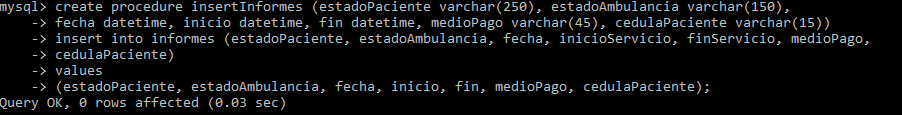 mysql> create procedure insertInformes (estadoPaciente varchar(250), estadoAmbulancia varchar(150),
-> fecha datetime, inicio datetime, fin datetime, medioPago varchar(45), cedulaPaciente varchar(15))
-> insert into informes (estadoPaciente, estadoAmbulancia, fecha, inicioServicio, finServicio, medioPago,
-> cedulaPaciente)
-> values
-> (estadoPaciente, estadoAmbulancia, fecha, inicio, fin, medioPago, cedulaPaciente);
Query OK, 0 rows affected (0.03 sec)